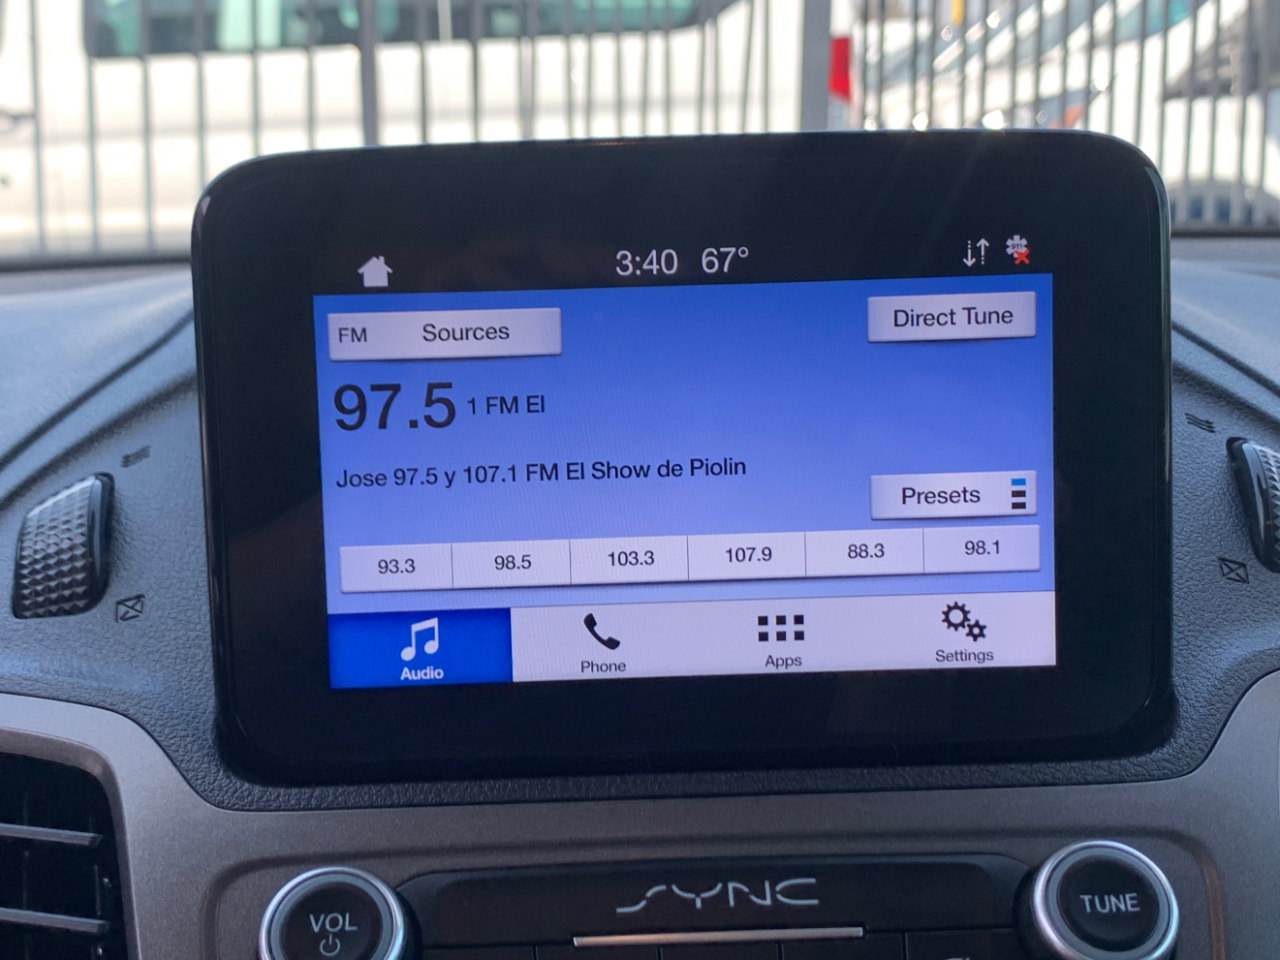 3:40 67°
911
FM Sources
Direct Tune
97.5 1 FM El
Jose 97.5 y 107.1 FM El Show de Piolin
Presets
93.3 98.5 103.3 107.9 88.3 98.1
Audio Phone Apps Settings
SYNC
VOL
TUNE